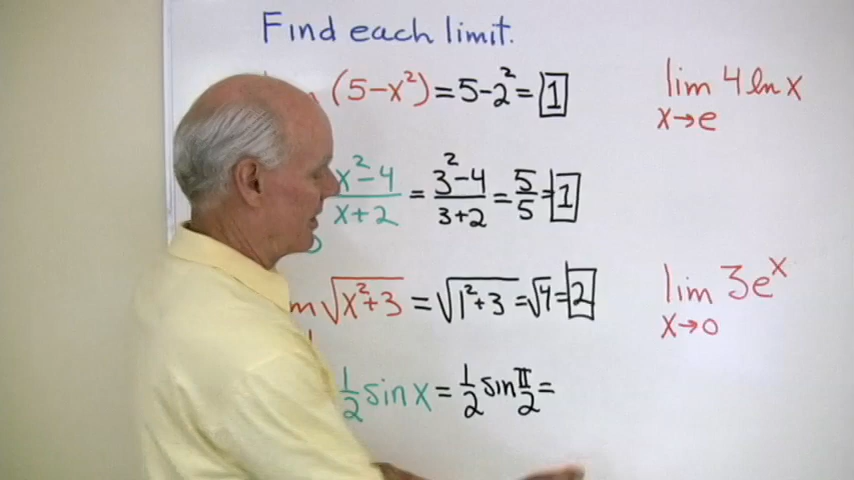 Find each limit.
(5-x²) = 5-2² = 1
x²-4/x+2 = 3²-4/3+2 = 5/5 = 1
√x²+3 = √1²+3 = √4 = 2
1/2 sin x = 1/2 sin π/2 =
lim 4 ln x
x→e
lim 3e^x
x→0